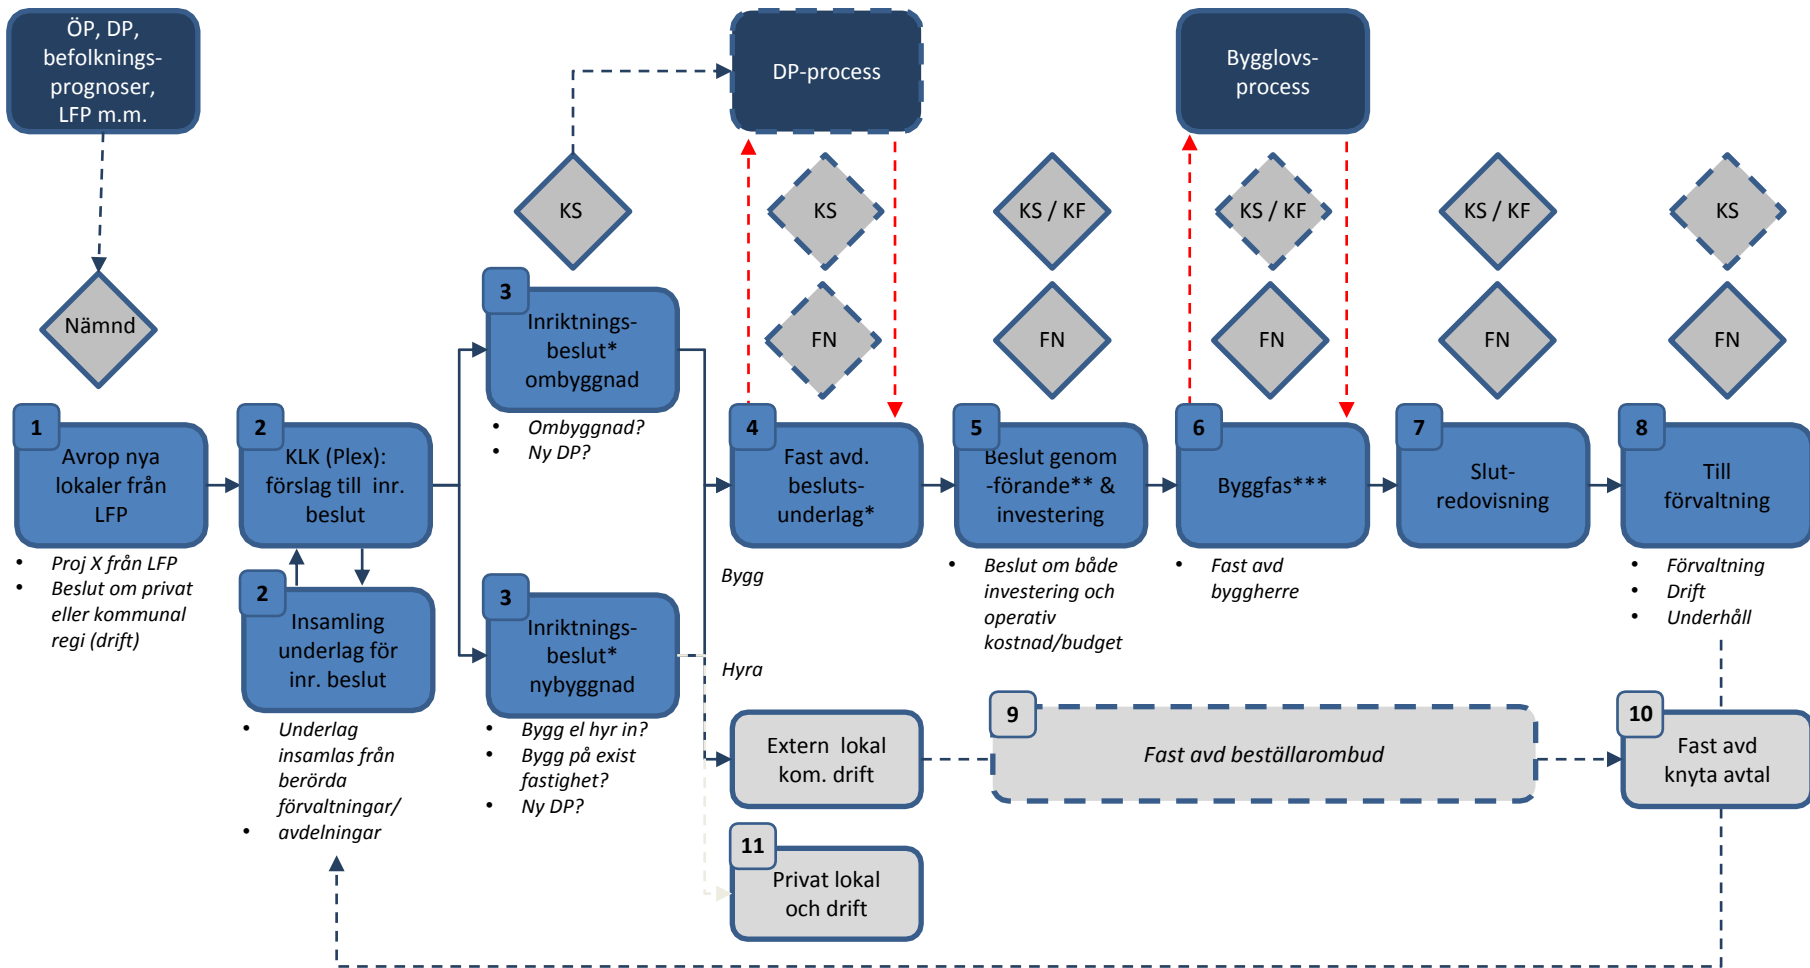 ÖP, DP,
befolknings-
prognoser,
LFP m.m.
DP-process
Bygglovs-
process
KS
KS
KS / KF
KS / KF
KS / KF
KS
Nämnd
FN
FN
FN
FN
FN
1
Avrop nya
lokaler från
LFP
• Proj X från LFP
• Beslut om privat
eller kommunal
regi (drift)
2
KLK (Plex):
förslag till inr.
beslut
2
Insamling
underlag för
inr. beslut
• Underlag
insamlas från
berörda
förvaltningar/
• avdelningar
3
Inriktnings-
beslut*
ombyggnad
• Ombyggnad?
• Ny DP?
3
Inriktnings-
beslut*
nybyggnad
• Bygg el hyr in?
• Bygg på exist
fastighet?
• Ny DP?
4
Fast avd.
besluts-
underlag*
Bygg
Hyra
5
Beslut genom
-förande** &
investering
• Beslut om både
investering och
operativ
kostnad/budget
6
Byggfas***
• Fast avd
byggherre
7
Slut-
redovisning
8
Till
förvaltning
• Förvaltning
• Drift
• Underhåll
Extern lokal
kom. drift
9
Fast avd beställarombud
10
Fast avd
knyta avtal
11
Privat lokal
och drift